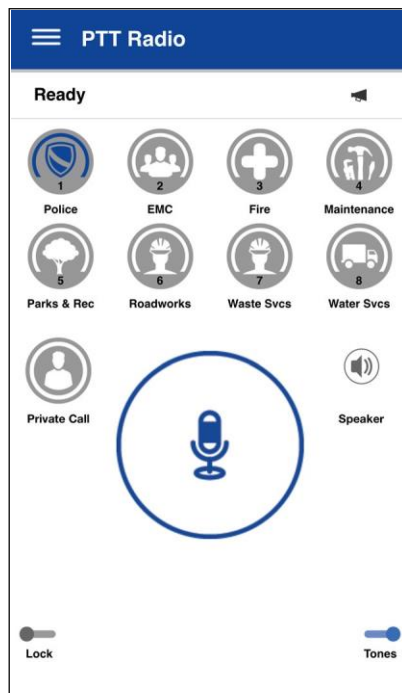 PTT Radio
Ready
1 2 3 4
Police EMC Fire Maintenance
5 6 7 8
Parks & Rec Roadworks Waste Svcs Water Svcs
Private Call Speaker
Lock Tones